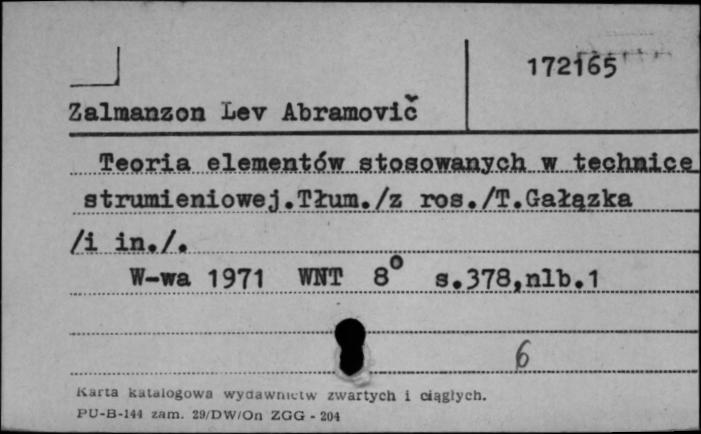 172165
Zalmanzon Lev Abramovič
Teoria elementów stosowanych w technice
strumieniowej.Tłum./z ros./T.Gałązka
/i in./.
W-wa 1971 WNT 8° s.378,nlb.1
6
Karta katalogowa wydawnictw zwartych i ciągłych.
PU-B-144 zam. 29/DW/On ZGG - 204